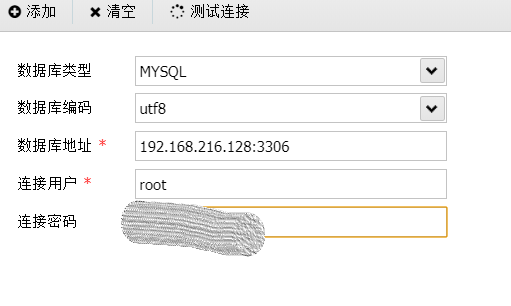 添加 清空 测试连接
数据库类型 MYSQL
数据库编码 utf8
数据库地址 * 192.168.216.128:3306
连接用户 * root
连接密码